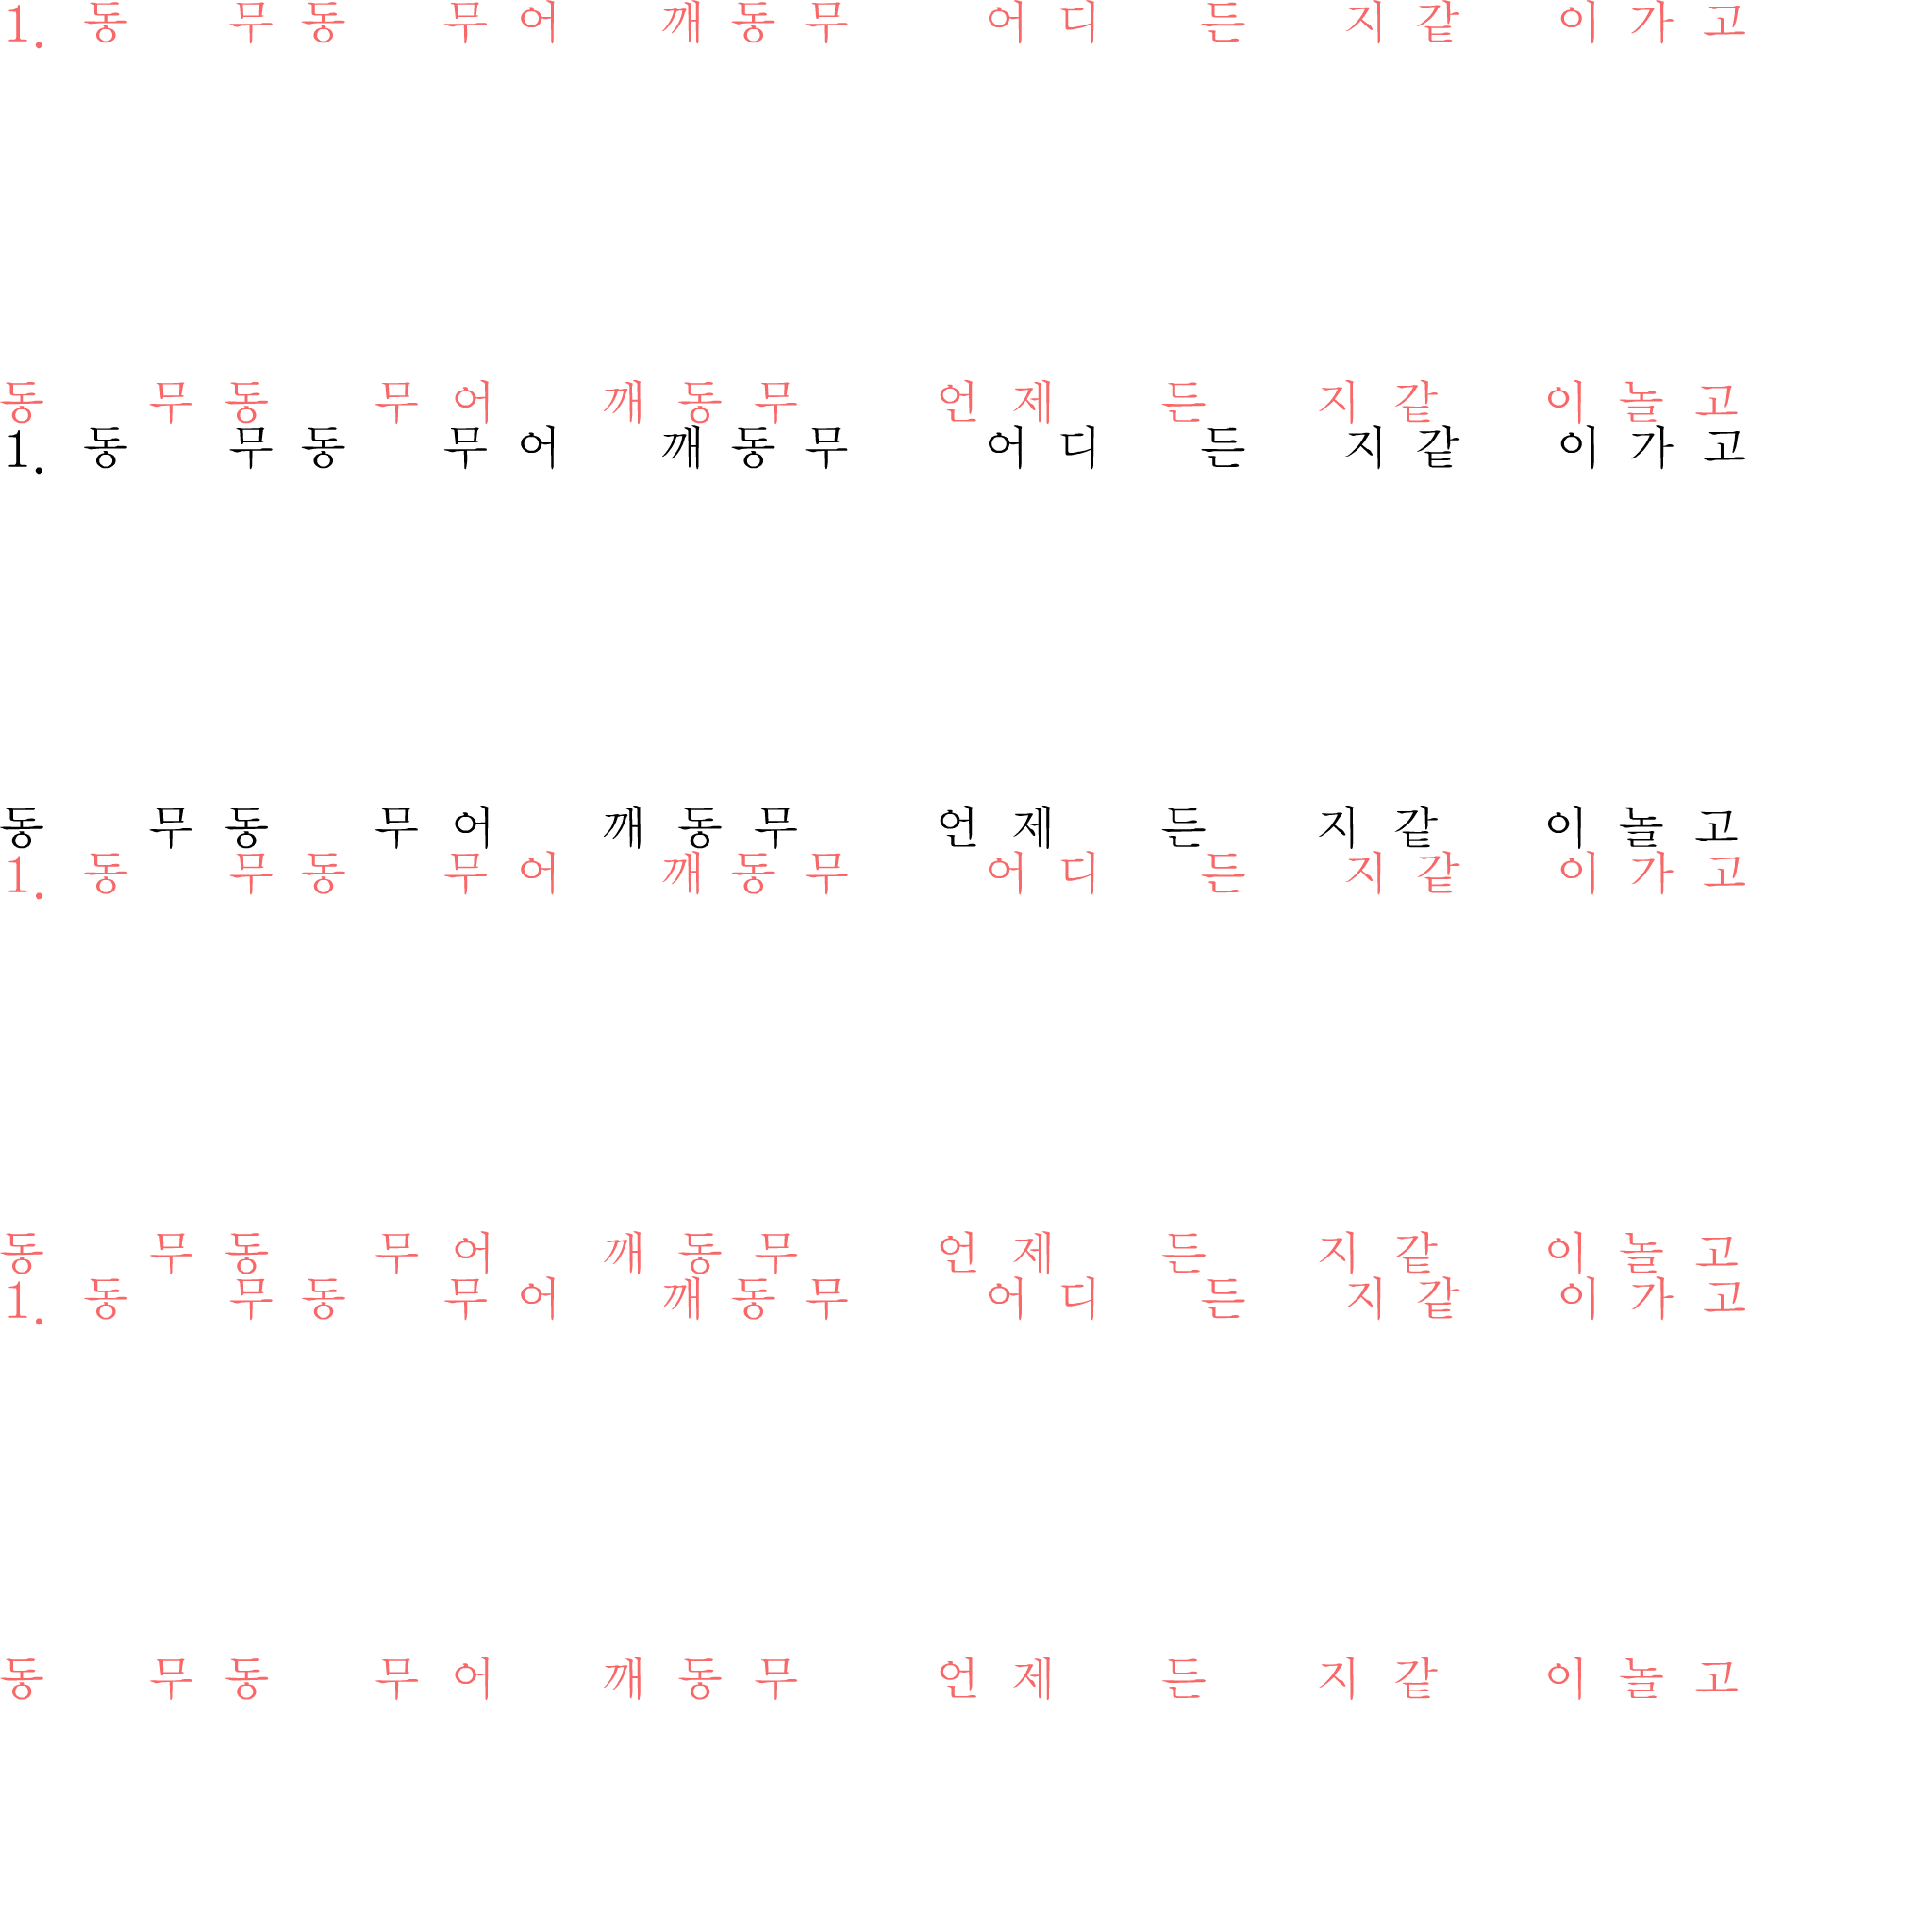 1. 동 무 동 무 어 깨 동 무 어 디 든 지 같 이 가 고
동 무 동 무 어 깨 동 무 언 제 든 지 같 이 놀 고
1. 동 무 동 무 어 깨 동 무 어 디 든 지 같 이 가 고
동 무 동 무 어 깨 동 무 언 제 든 지 같 이 놀 고
1. 동 무 동 무 어 깨 동 무 어 디 든 지 같 이 가 고
동 무 동 무 어 깨 동 무 언 제 든 지 같 이 놀 고
1. 동 무 동 무 어 깨 동 무 어 디 든 지 같 이 가 고
동 무 동 무 어 깨 동 무 언 제 든 지 같 이 놀 고